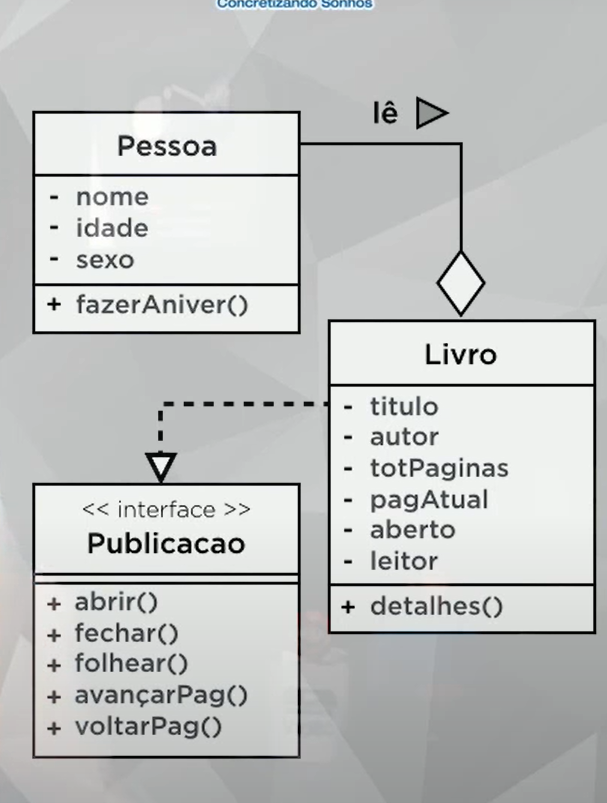 Concretizando Sonhos
lê
Pessoa
- nome
- idade
- sexo
+ fazerAniver()
Livro
- titulo
- autor
- totPaginas
- pagAtual
- aberto
- leitor
+ detalhes()
<< interface >>
Publicacao
+ abrir()
+ fechar()
+ folhear()
+ avançarPag()
+ voltarPag()